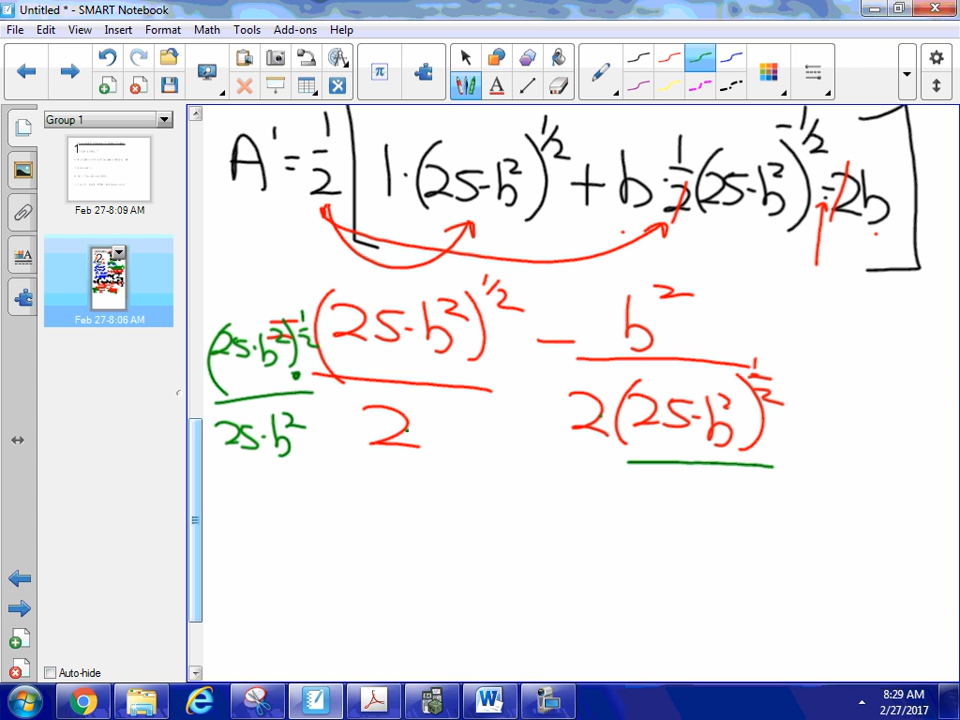 Untitled * - SMART Notebook
File Edit View Insert Format Math Tools Add-ons Help
Group 1
Feb 27-8:09 AM
Feb 27-8:06 AM
A' = 1/2 [ 1·(25-b²)^1/2 + b·1/2(25-b²)^-1/2·-2b ]
(25-b²)^1/2 / 25-b²
(25-b²)^1/2 / 2 - b² / 2(25-b²)^1/2
Auto-hide
8:29 AM
2/27/2017